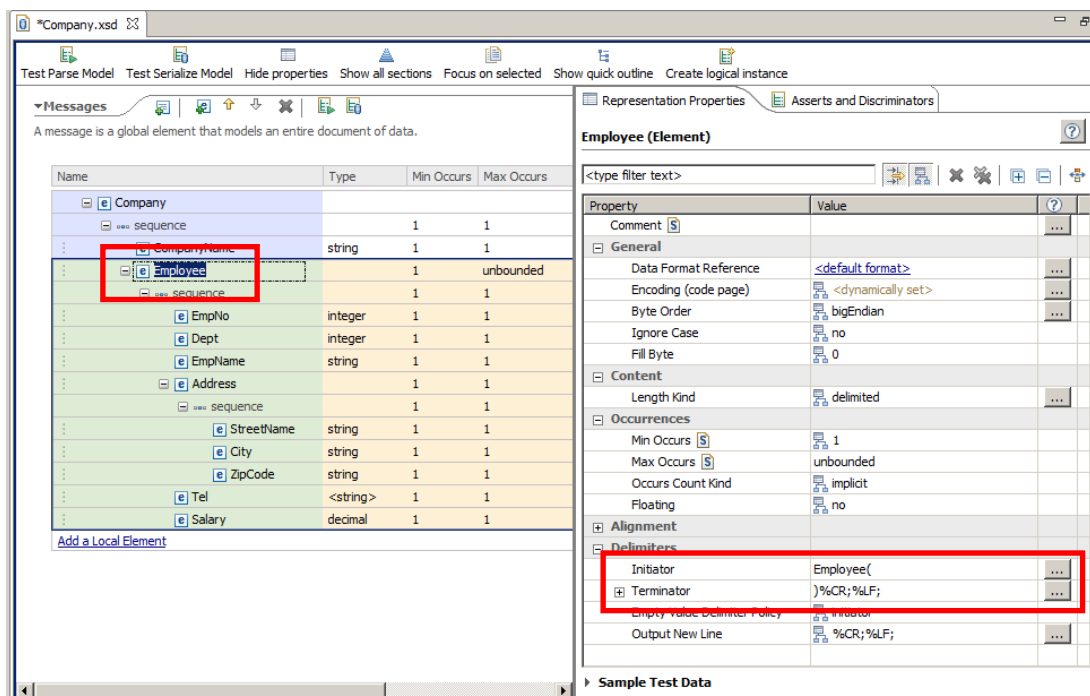 *Company.xsd
Test Parse Model Test Serialize Model Hide properties Show all sections Focus on selected Show quick outline Create logical instance
Messages
A message is a global element that models an entire document of data.
Name Type Min Occurs Max Occurs
e Company
sequence 1 1
e CompanyName string 1 1
e Employee 1 unbounded
sequence 1 1
e EmpNo integer 1 1
e Dept integer 1 1
e EmpName string 1 1
e Address 1 1
sequence 1 1
e StreetName string 1 1
e City string 1 1
e ZipCode string 1 1
e Tel <string> 1 1
e Salary decimal 1 1
Add a Local Element
Representation Properties Asserts and Discriminators
Employee (Element) ?
<type filter text>
Property Value ?
Comment S ...
General
Data Format Reference <default format> ...
Encoding (code page) <dynamically set> ...
Byte Order bigEndian ...
Ignore Case no
Fill Byte 0
Content
Length Kind delimited ...
Occurrences
Min Occurs S 1
Max Occurs S unbounded
Occurs Count Kind implicit
Floating no
Alignment
Delimiters
Initiator Employee( ...
Terminator )%CR;%LF; ...
Empty Value Delimiter Policy initiator
Output New Line %CR;%LF; ...
Sample Test Data